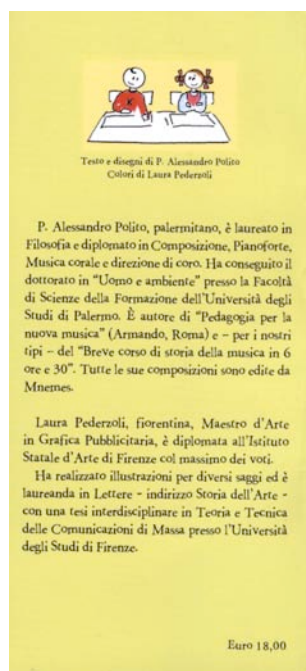 Testo e disegni di P. Alessandro Polito
Colori di Laura Pederzoli
P. Alessandro Polito, palermitano, è laureato in
Filosofia e diplomato in Composizione, Pianoforte,
Musica corale e direzione di coro. Ha conseguito il
dottorato in "Uomo e ambiente" presso la Facoltà
di Scienze della Formazione dell'Università degli
Studi di Palermo. È autore di "Pedagogia per la
nuova musica" (Armando, Roma) e - per i nostri
tipi - del "Breve corso di storia della musica in 6
ore e 30". Tutte le sue composizioni sono edite da
Mnemes.
Laura Pederzoli, fiorentina, Maestro d'Arte
in Grafica Pubblicitaria, è diplomata all'Istituto
Statale d'Arte di Firenze col massimo dei voti.
Ha realizzato illustrazioni per diversi saggi ed è
laureanda in Lettere - indirizzo Storia dell'Arte -
con una tesi interdisciplinare in Teoria e Tecnica
delle Comunicazioni di Massa presso l'Università
degli Studi di Firenze.
Euro 18,00